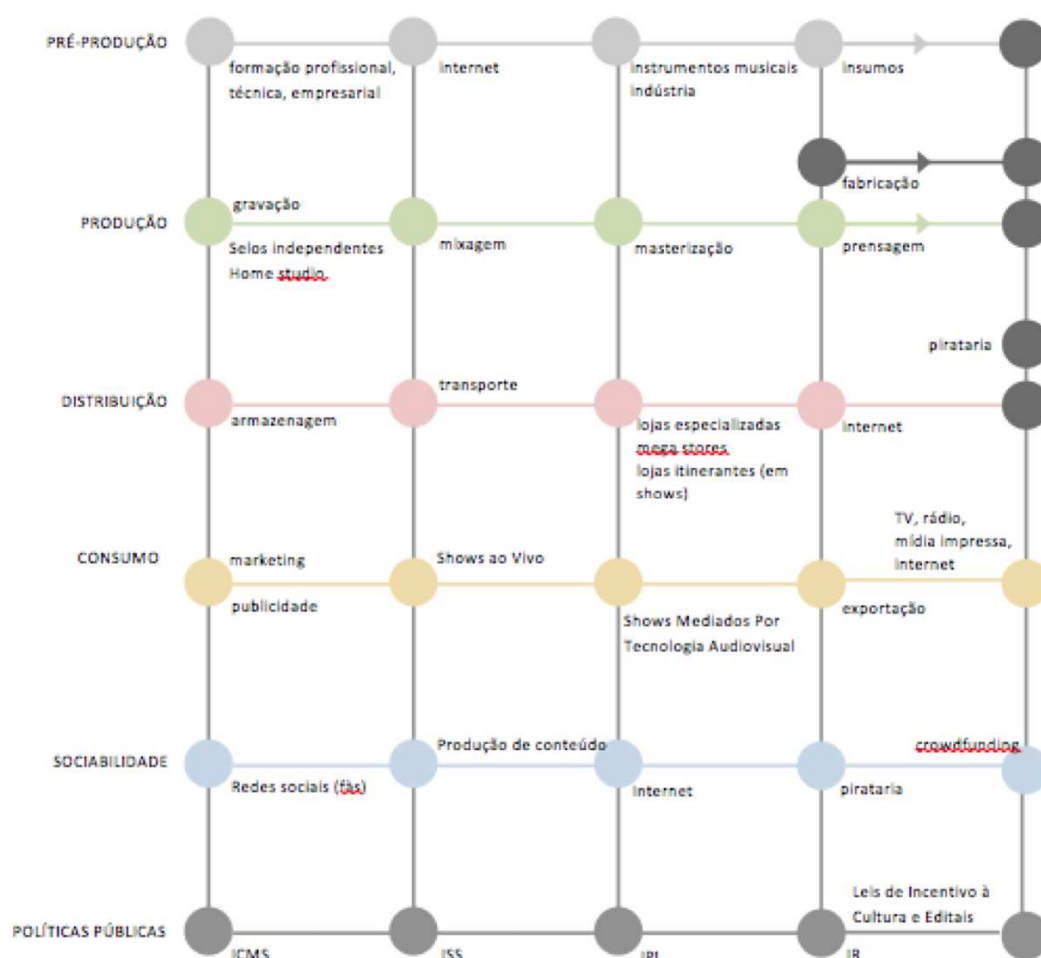 PRÉ-PRODUÇÃO
formação profissional,
técnica, empresarial
internet
instrumentos musicais
indústria
insumos
fabricação
PRODUÇÃO
gravação
Selos independentes
Home studio
mixagem
masterização
prensagem
pirataria
DISTRIBUIÇÃO
armazenagem
transporte
lojas especializadas
mega stores
lojas itinerantes (em
shows)
internet
CONSUMO
marketing
publicidade
Shows ao Vivo
Shows Mediados Por
Tecnologia Audiovisual
exportação
TV, rádio,
mídia impressa,
internet
SOCIABILIDADE
Redes sociais (fãs)
Produção de conteúdo
internet
pirataria
crowdfunding
POLÍTICAS PÚBLICAS
ICMS
ISS
IPI
IR
Leis de Incentivo à
Cultura e Editais